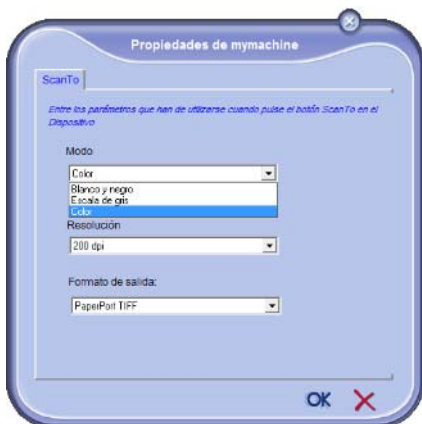 Propiedades de mymachine
ScanTo
Entre los parámetros que han de utilizarse cuando pulse el botón ScanTo en el
Dispositivo
Modo
Color
Blanco y negro
Escala de gris
Color
Resolución
200 dpi
Formato de salida:
PaperPort TIFF
OK